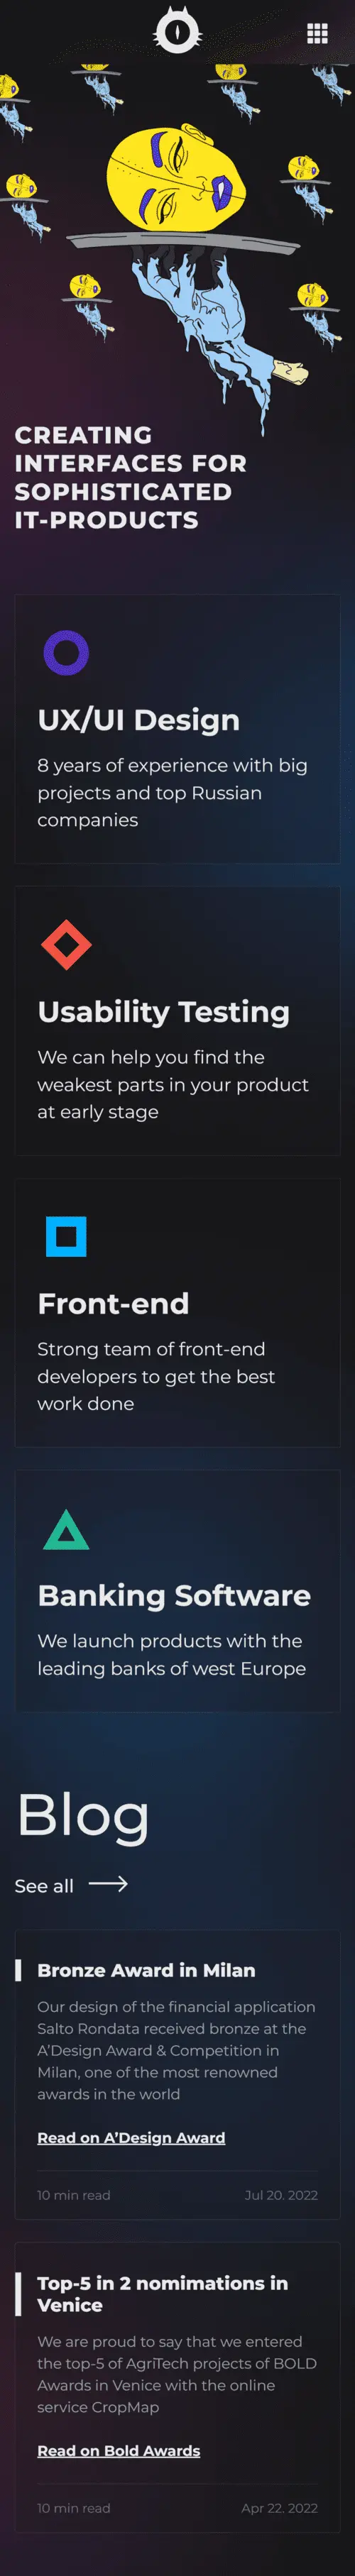 CREATING
INTERFACES FOR
SOPHISTICATED
IT-PRODUCTS
UX/UI Design
8 years of experience with big
projects and top Russian
companies
Usability Testing
We can help you find the
weakest parts in your product
at early stage
Front-end
Strong team of front-end
developers to get the best
work done
Banking Software
We launch products with the
leading banks of west Europe
Blog
See all
Bronze Award in Milan
Our design of the financial application
Salto Rondata received bronze at the
A’Design Award & Competition in
Milan, one of the most renowned
awards in the world
Read on A’Design Award
10 min read Jul 20. 2022
Top-5 in 2 nomimations in
Venice
We are proud to say that we entered
the top-5 of AgriTech projects of BOLD
Awards in Venice with the online
service CropMap
Read on Bold Awards
10 min read Apr 22. 2022